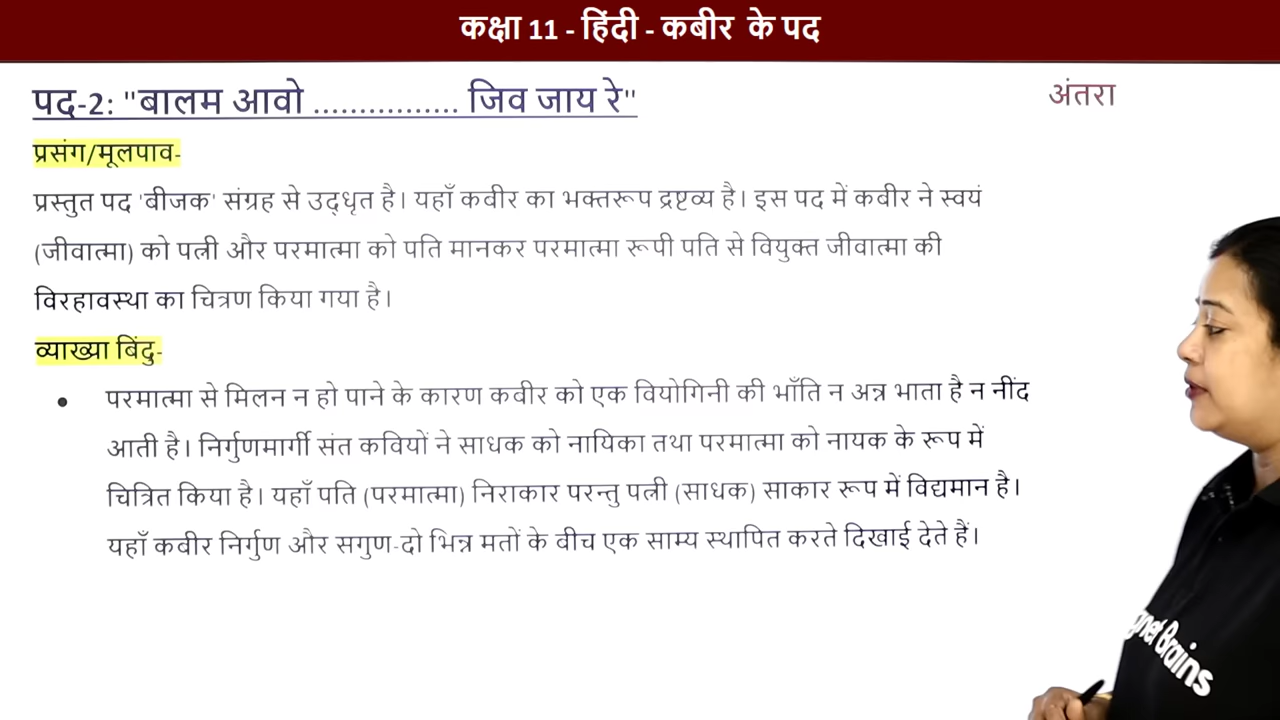 कक्षा 11 - हिंदी - कबीर के पद
पद-2: "बालम आवो ................ जिव जाय रे"
अंतरा
प्रसंग/मूलपाव-
प्रस्तुत पद 'बीजक' संग्रह से उद्धृत है। यहाँ कबीर का भक्तरूप द्रष्टव्य है। इस पद में कबीर ने स्वयं
(जीवात्मा) को पत्नी और परमात्मा को पति मानकर परमात्मा रूपी पति से वियुक्त जीवात्मा की
विरहावस्था का चित्रण किया गया है।
व्याख्या बिंदु-
• परमात्मा से मिलन न हो पाने के कारण कबीर को एक वियोगिनी की भाँति न अन्न भाता है न नींद
आती है। निर्गुणमार्गी संत कवियों ने साधक को नायिका तथा परमात्मा को नायक के रूप में
चित्रित किया है। यहाँ पति (परमात्मा) निराकार परन्तु पत्नी (साधक) साकार रूप में विद्यमान है।
यहाँ कबीर निर्गुण और सगुण-दो भिन्न मतों के बीच एक साम्य स्थापित करते दिखाई देते हैं।
Brains